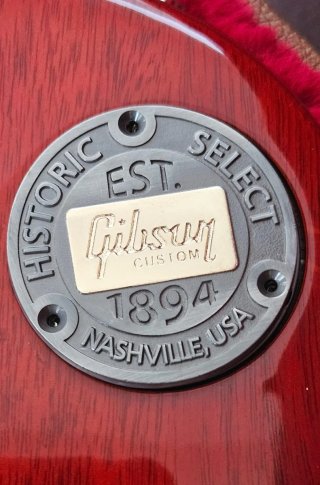 HISTORIC SELECT
EST.
Gibson
CUSTOM
1894
NASHVILLE, USA